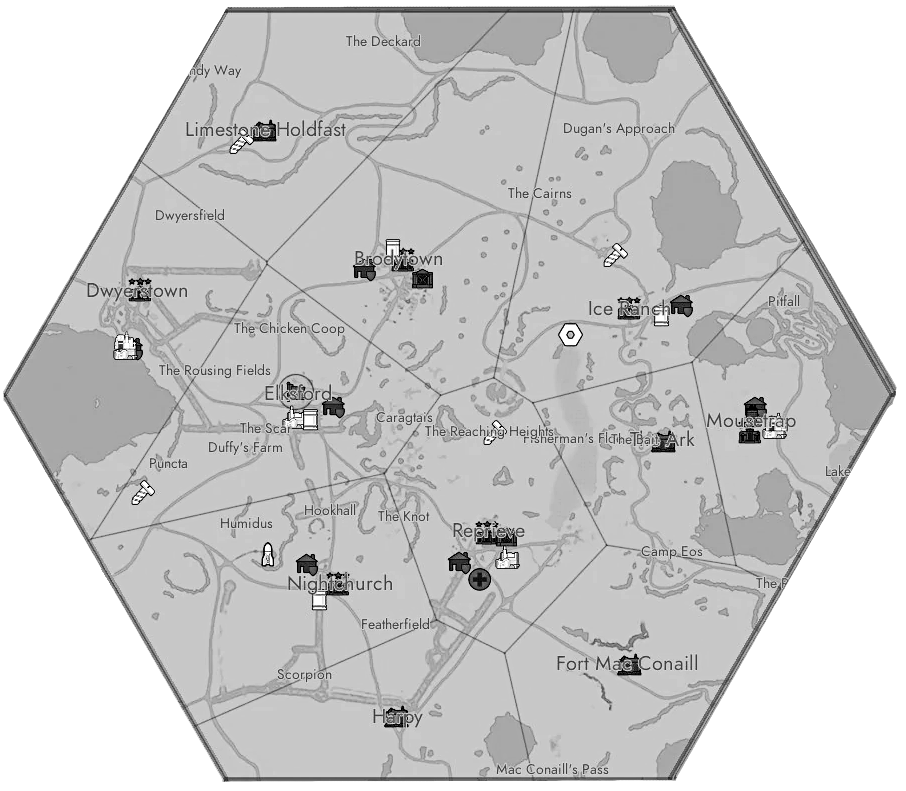 The Deckard
ndy Way
Limestone Holdfast
Dugan's Approach
The Cairns
Dwyersfield
Brodytown
Dwyerstown
Ice Ranch
Pitfall
The Chicken Coop
The Rousing Fields
Elksford
Caragtais
The Scar
The Reaching Heights
Fisherman's
The Bait
Ark
Mousetrap
Duffy's Farm
Puncta
Lake
Hookhall
The Knot
Humidus
Reprieve
Camp Eos
Nightchurch
The
Featherfield
Fort Mac Conaill
Scorpion
Harpy
Mac Conaill's Pass